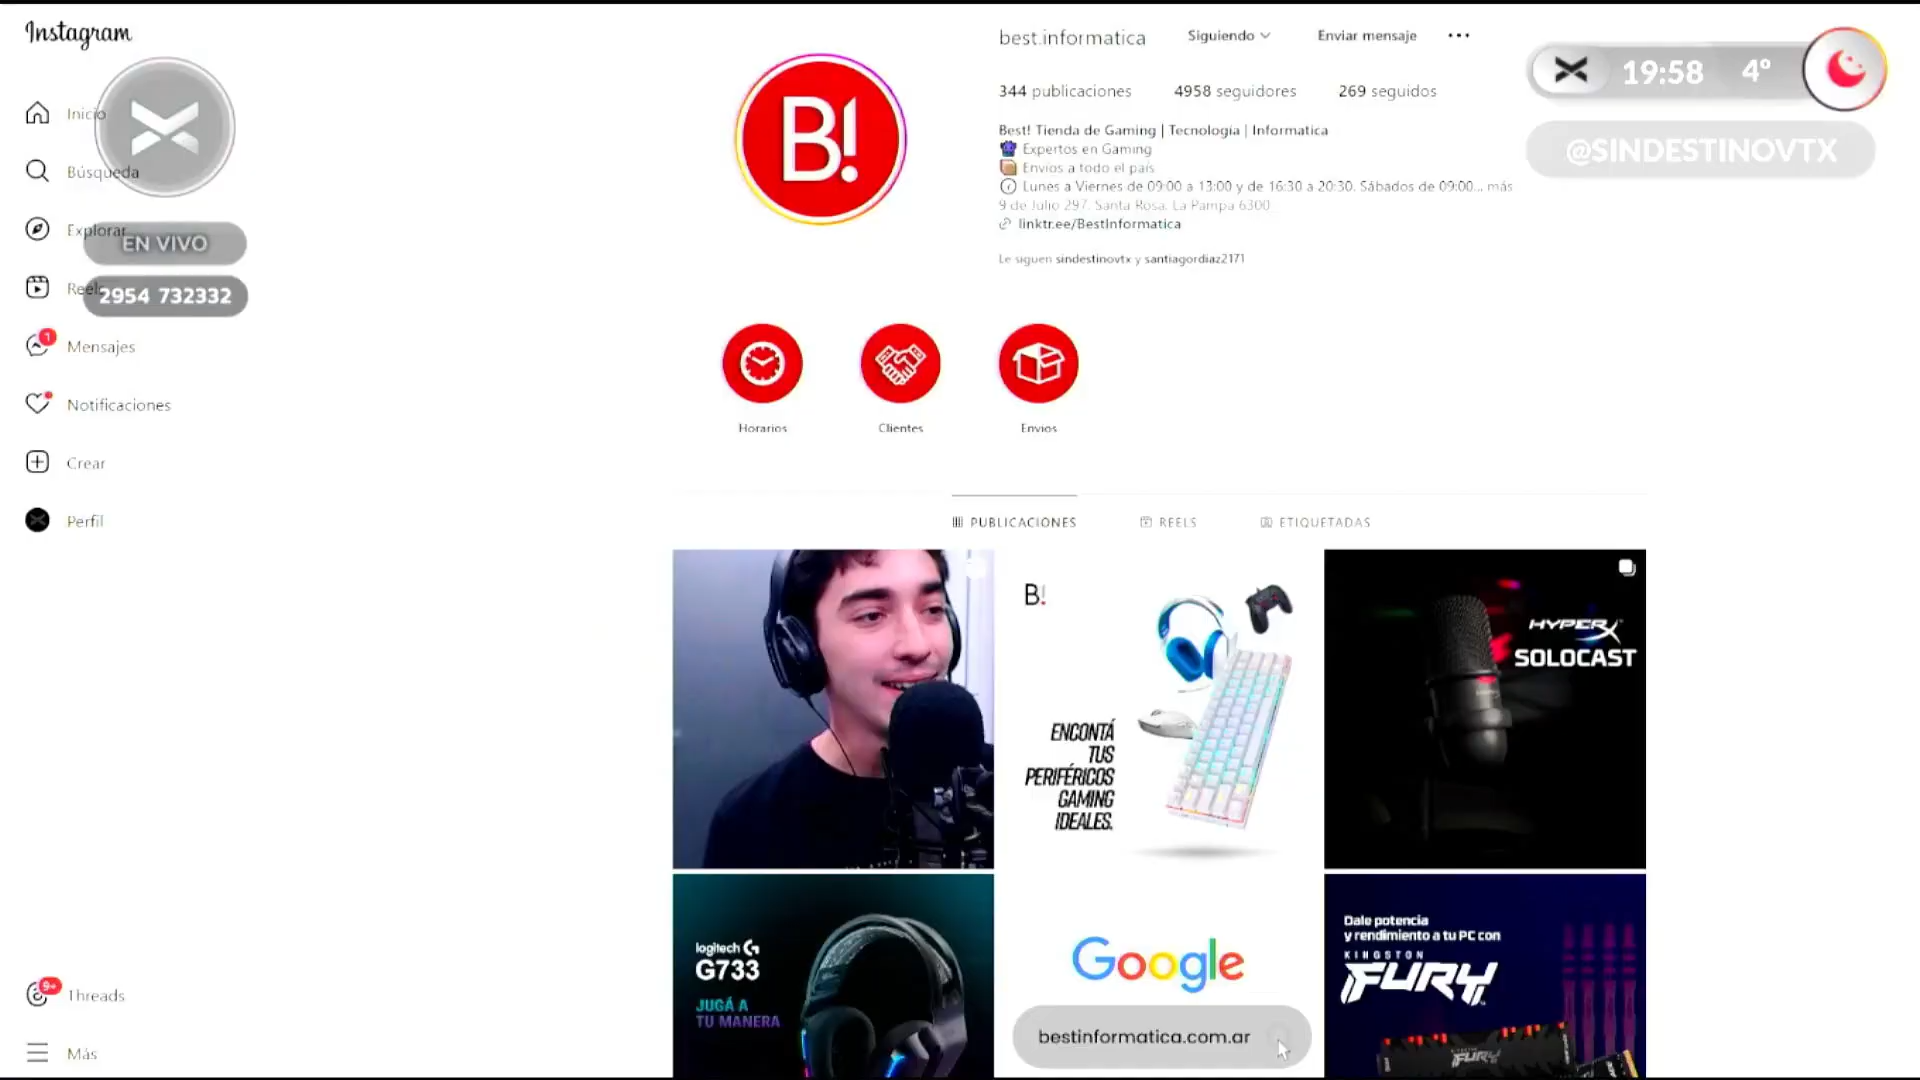 Instagram
Inicio
Búsqueda
Explorar
EN VIVO
Reels
2954 732332
1
Mensajes
Notificaciones
Crear
Perfil
9+
Threads
Más
best.informatica
Siguiendo
Enviar mensaje
344 publicaciones
4958 seguidores
269 seguidos
Best! Tienda de Gaming | Tecnologia | Informatica
Expertos en Gaming
Envios a todo el país
Lunes a Viernes de 09:00 a 13:00 y de 16:30 a 20:30. Sábados de 09:00... más
9 de Julio 297, Santa Rosa, La Pampa 6300
linktr.ee/BestInformatica
Le siguen sindestinovtx y santiagordiaz2171
19:58
4°
@SINDESTINOVTX
B!
Horarios
Clientes
Envios
PUBLICACIONES
REELS
ETIQUETADAS
B!
ENCONTÁ
TUS
PERIFÉRICOS
GAMING
IDEALES.
HYPERX
SOLOCAST
logitech G
G733
JUGÁ A
TU MANERA
Google
bestinformatica.com.ar
Dale potencia
y rendimiento a tu PC con
KINGSTON
FURY
FURY